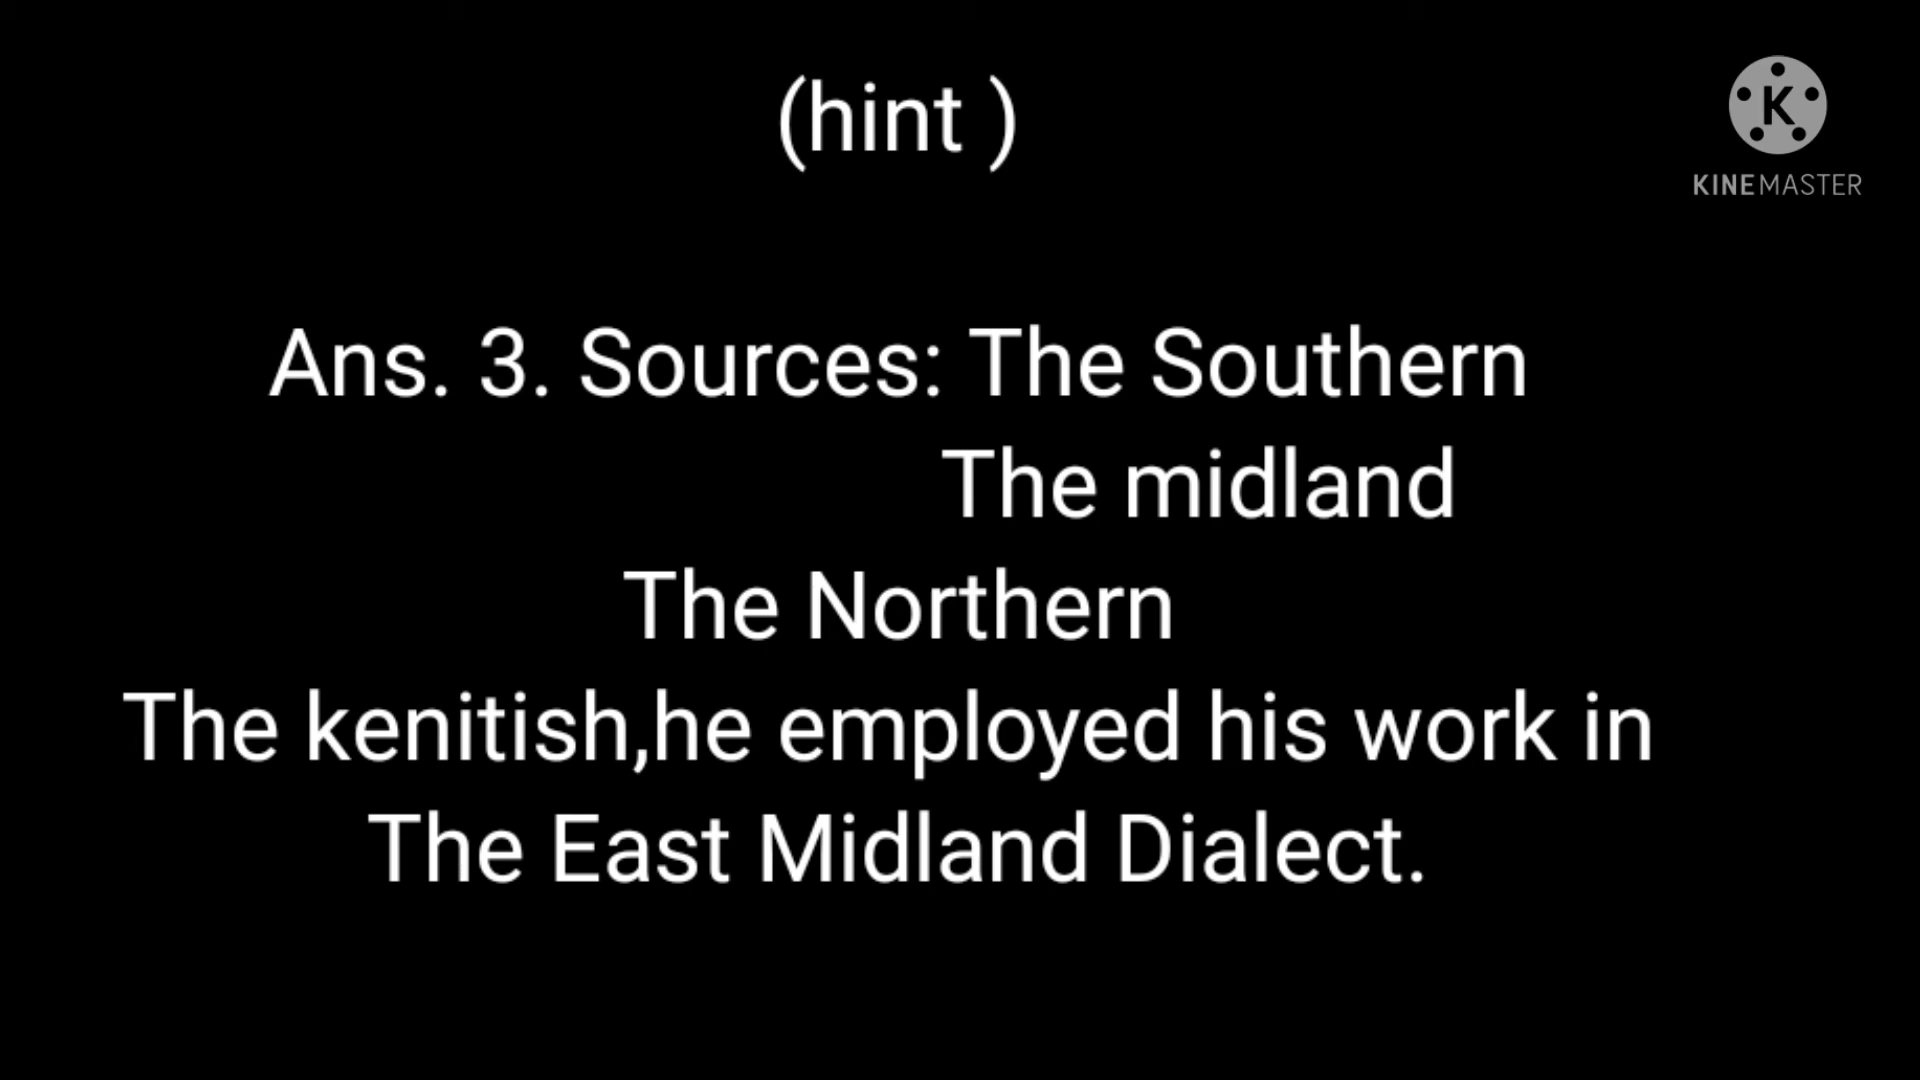 (hint )
K
KINEMASTER
Ans. 3. Sources: The Southern
The midland
The Northern
The kenitish,he employed his work in
The East Midland Dialect.